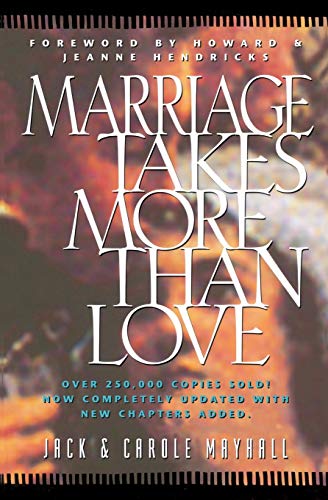 FOREWORD BY HOWARD &
JEANNE HENDRICKS
MARRIAGE
TAKES
MORE
THAN
LOVE
OVER 250,000 COPIES SOLD!
NOW COMPLETELY UPDATED WITH
NEW CHAPTERS ADDED.
JACK & CAROLE MAYHALL